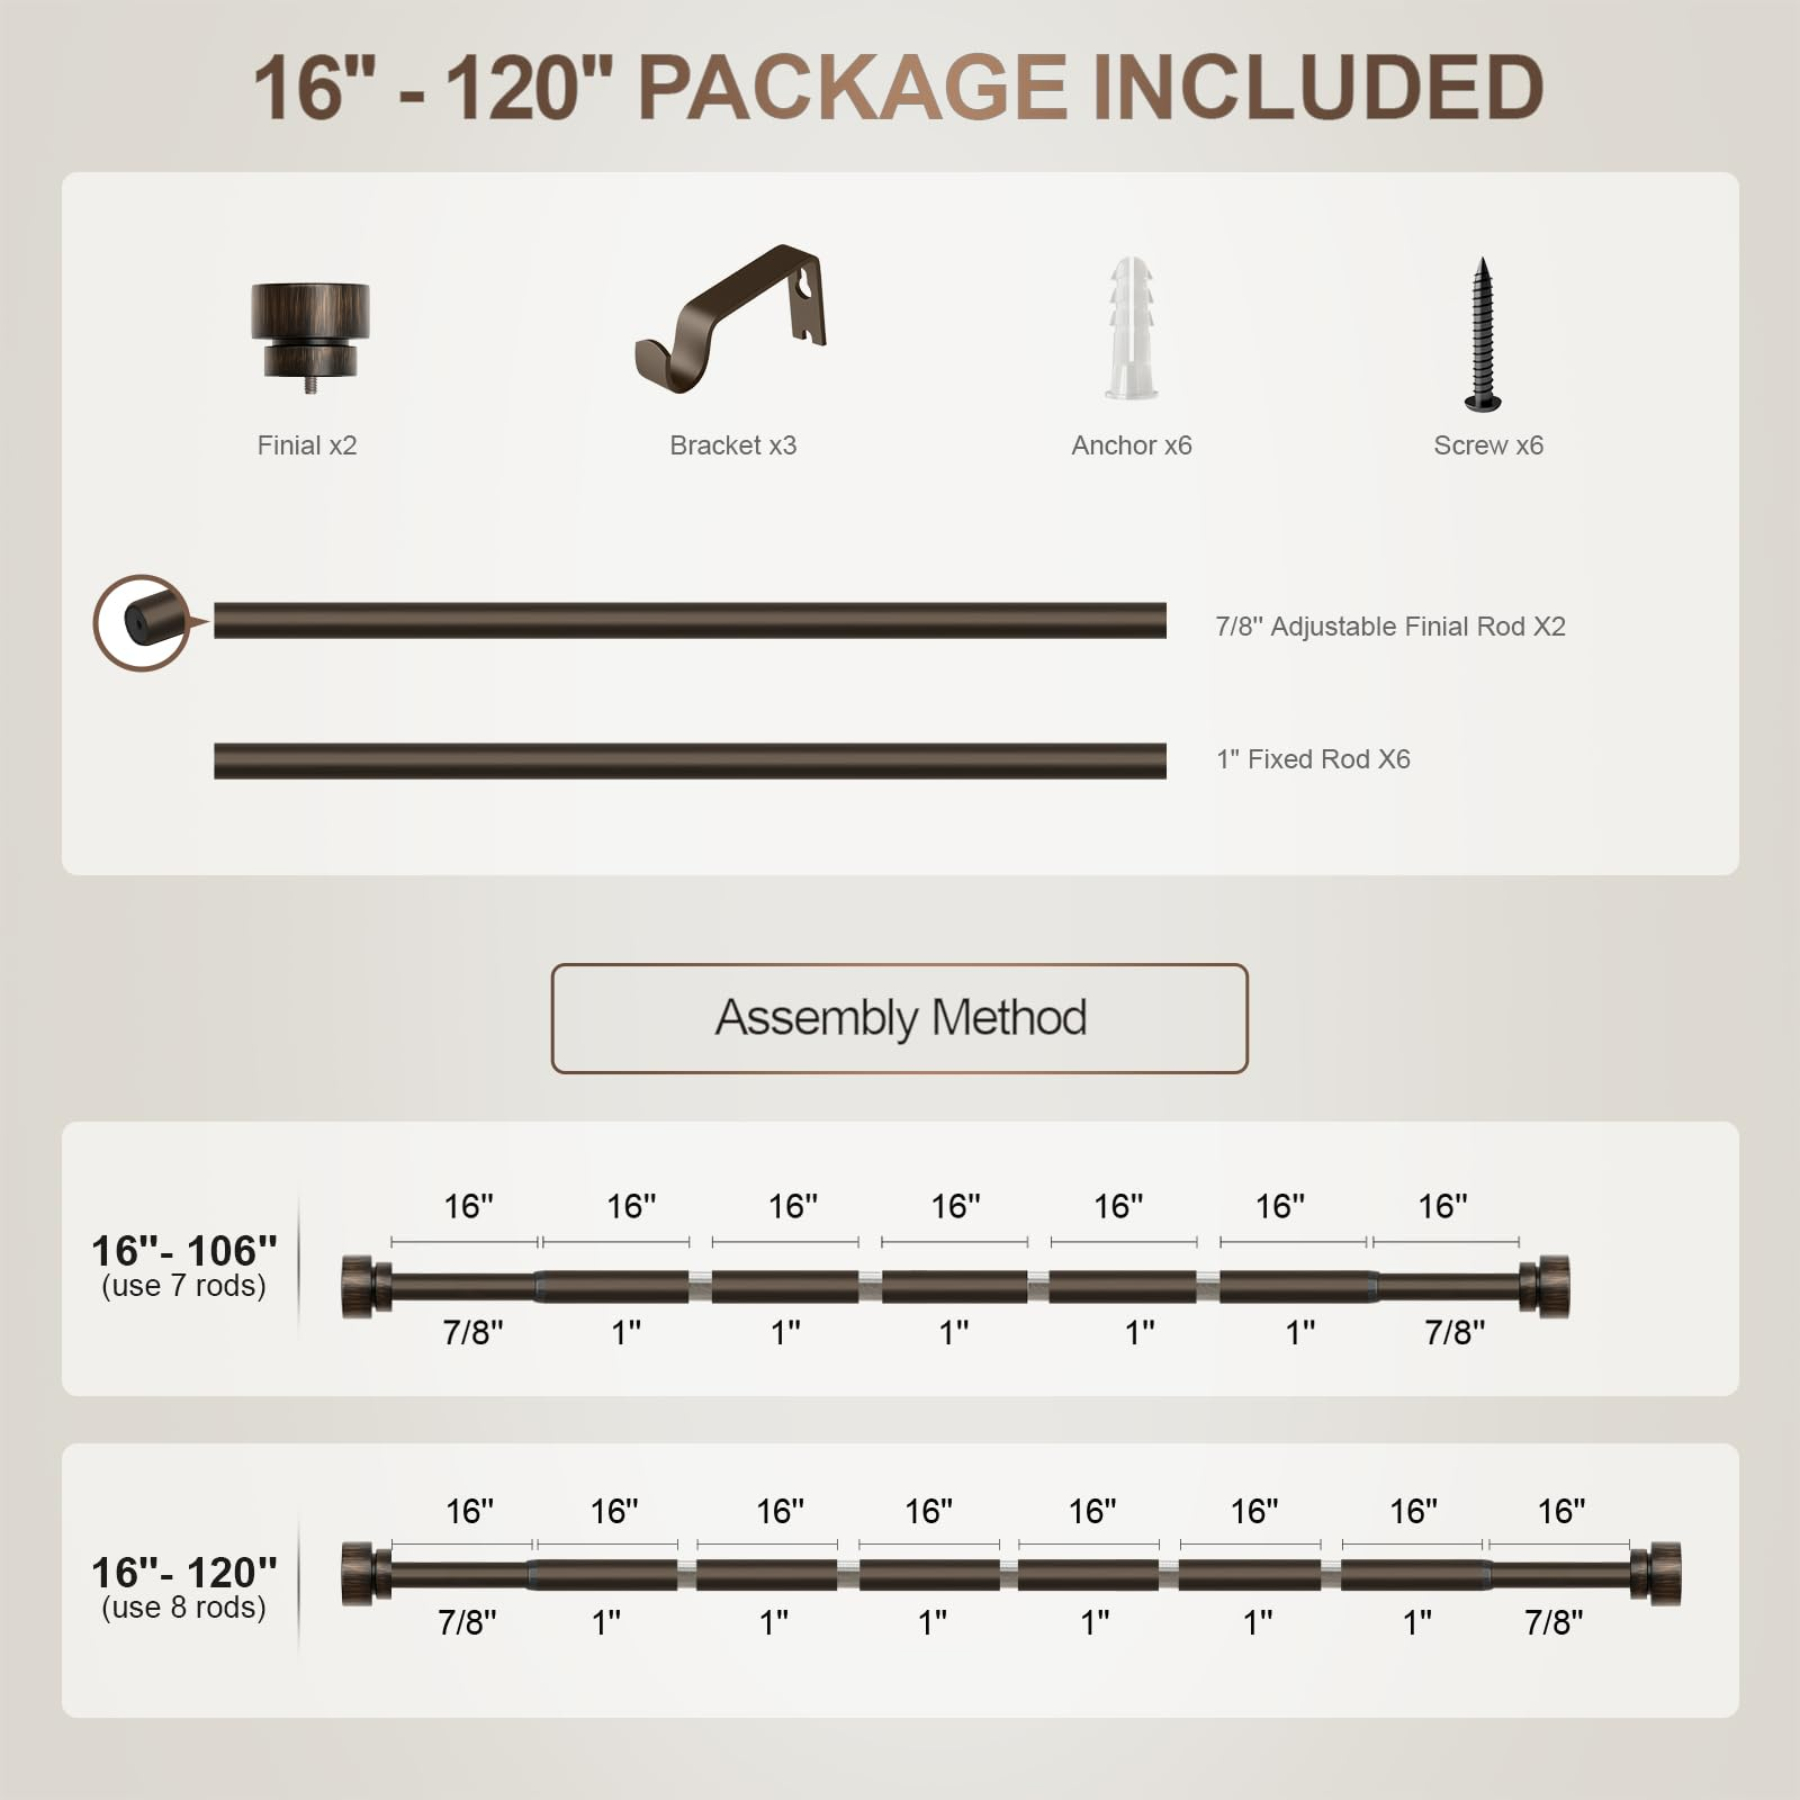 16" - 120" PACKAGE INCLUDED
Finial x2
Bracket x3
Anchor x6
Screw x6
7/8" Adjustable Finial Rod X2
1" Fixed Rod X6
Assembly Method
16"- 106"
(use 7 rods)
16" 16" 16" 16" 16" 16" 16"
7/8" 1" 1" 1" 1" 1" 7/8"
16"- 120"
(use 8 rods)
16" 16" 16" 16" 16" 16" 16" 16"
7/8" 1" 1" 1" 1" 1" 1" 7/8"